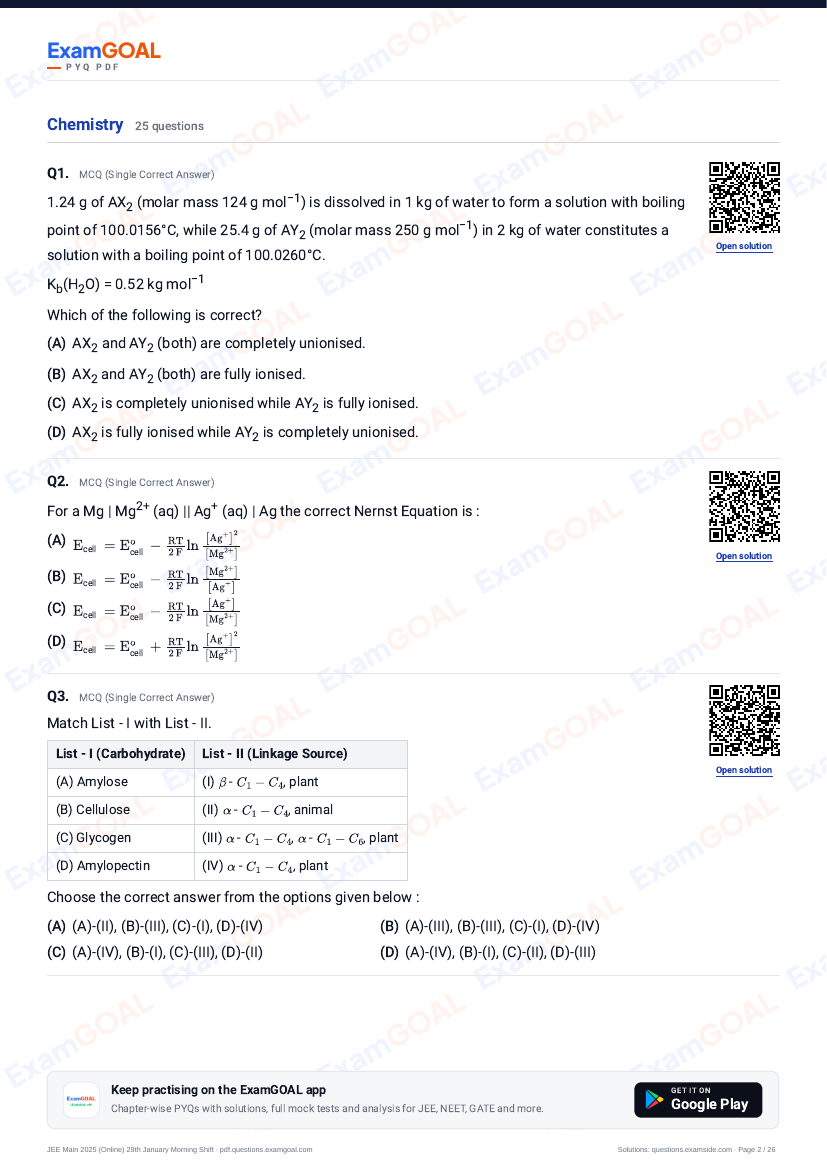 ExamGOAL
PYQ PDF
Chemistry 25 questions
Q1. MCQ (Single Correct Answer)
1.24 g of AX₂ (molar mass 124 g mol⁻¹) is dissolved in 1 kg of water to form a solution with boiling
point of 100.0156°C, while 25.4 g of AY₂ (molar mass 250 g mol⁻¹) in 2 kg of water constitutes a
solution with a boiling point of 100.0260°C.
K_b(H₂O) = 0.52 kg mol⁻¹
Which of the following is correct?
(A) AX₂ and AY₂ (both) are completely unionised.
(B) AX₂ and AY₂ (both) are fully ionised.
(C) AX₂ is completely unionised while AY₂ is fully ionised.
(D) AX₂ is fully ionised while AY₂ is completely unionised.
Open solution
Q2. MCQ (Single Correct Answer)
For a Mg | Mg²⁺ (aq) || Ag⁺ (aq) | Ag the correct Nernst Equation is :
(A) E_cell = E°_cell − RT/2F ln [Ag⁺]²/[Mg²⁺]
(B) E_cell = E°_cell − RT/2F ln [Mg²⁺]/[Ag⁺]
(C) E_cell = E°_cell − RT/2F ln [Ag⁺]/[Mg²⁺]
(D) E_cell = E°_cell + RT/2F ln [Ag⁺]²/[Mg²⁺]
Open solution
Q3. MCQ (Single Correct Answer)
Match List - I with List - II.
List - I (Carbohydrate) List - II (Linkage Source)
(A) Amylose (I) β - C₁ − C₄, plant
(B) Cellulose (II) α - C₁ − C₄, animal
(C) Glycogen (III) α - C₁ − C₄, α - C₁ − C₆, plant
(D) Amylopectin (IV) α - C₁ − C₄, plant
Choose the correct answer from the options given below :
(A) (A)-(II), (B)-(III), (C)-(I), (D)-(IV) (B) (A)-(III), (B)-(III), (C)-(I), (D)-(IV)
(C) (A)-(IV), (B)-(I), (C)-(III), (D)-(II) (D) (A)-(IV), (B)-(I), (C)-(II), (D)-(III)
Open solution
Keep practising on the ExamGOAL app
Chapter-wise PYQs with solutions, full mock tests and analysis for JEE, NEET, GATE and more.
ExamGOAL
GET IT ON
Google Play
JEE Main 2025 (Online) 29th January Morning Shift · pdf.questions.examgoal.com Solutions: questions.examside.com · Page 2 / 26